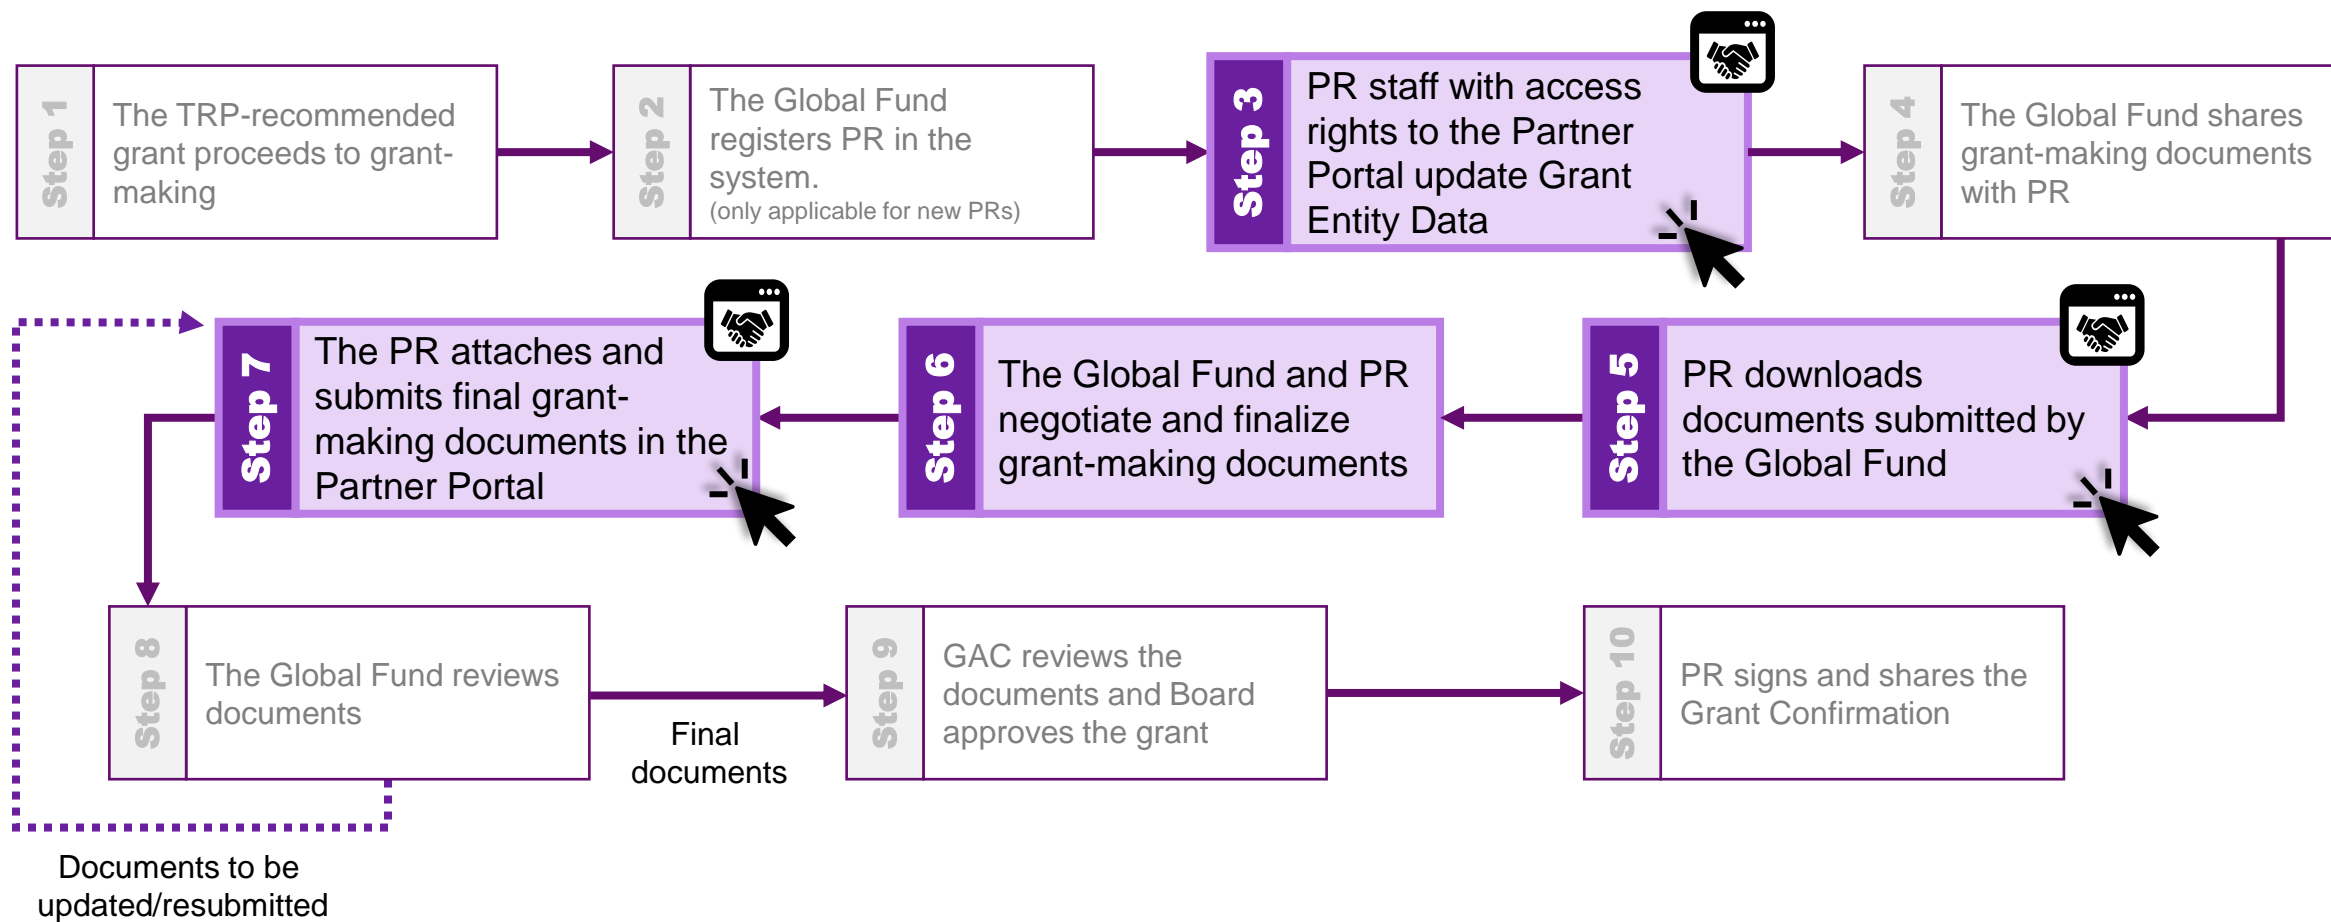 Step 1
The TRP-recommended
grant proceeds to grant-
making
Step 2
The Global Fund
registers PR in the
system.
(only applicable for new PRs)
Step 3
PR staff with access
rights to the Partner
Portal update Grant
Entity Data
Step 4
The Global Fund shares
grant-making documents
with PR
Step 5
PR downloads
documents submitted by
the Global Fund
Step 6
The Global Fund and PR
negotiate and finalize
grant-making documents
Step 7
The PR attaches and
submits final grant-
making documents in the
Partner Portal
Step 8
The Global Fund reviews
documents
Final
documents
Step 9
GAC reviews the
documents and Board
approves the grant
Step 10
PR signs and shares the
Grant Confirmation
Documents to be
updated/resubmitted